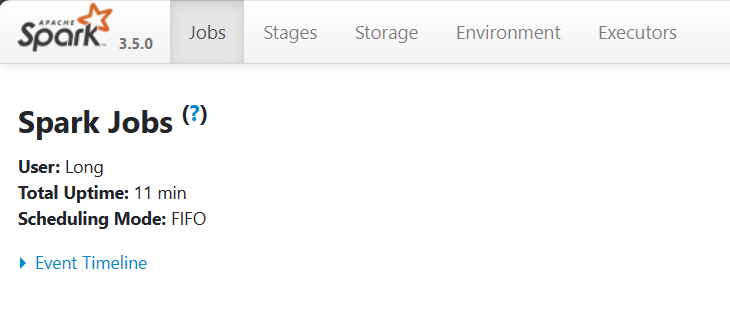 APACHE
Spark™ 3.5.0 Jobs Stages Storage Environment Executors
Spark Jobs (?)
User: Long
Total Uptime: 11 min
Scheduling Mode: FIFO
Event Timeline